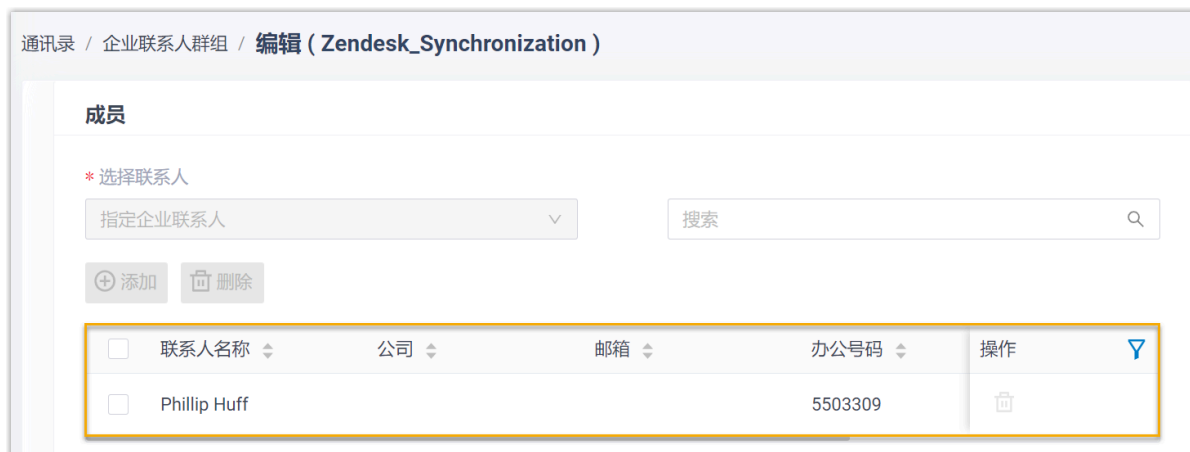 通讯录 / 企业联系人群组 / 编辑 ( Zendesk_Synchronization )
成员
* 选择联系人
指定企业联系人 搜索
添加 删除
联系人名称 公司 邮箱 办公号码 操作
Phillip Huff 5503309